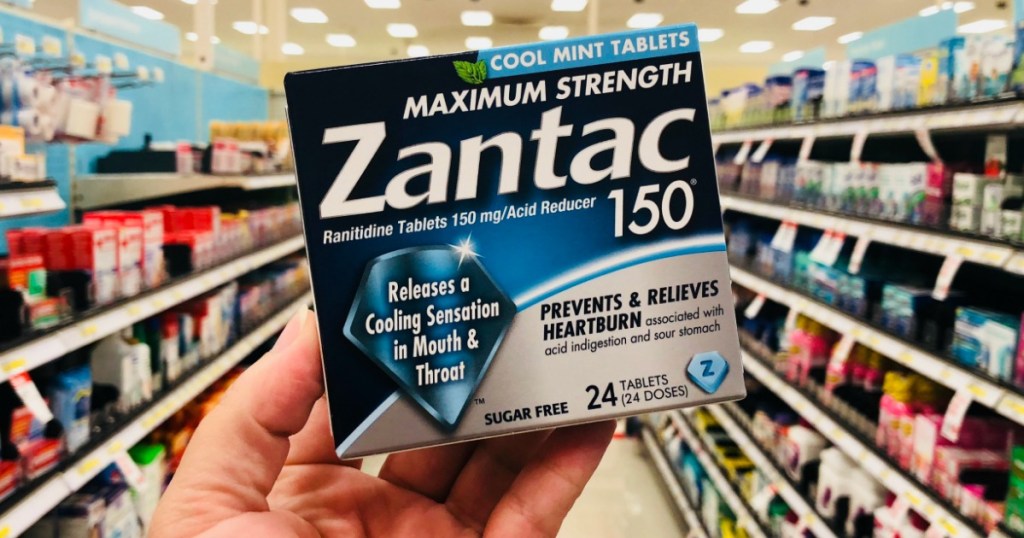 COOL MINT TABLETS
MAXIMUM STRENGTH
Zantac
150®
Ranitidine Tablets 150 mg/Acid Reducer
Releases a
Cooling Sensation
in Mouth &
Throat
™
PREVENTS & RELIEVES
HEARTBURN associated with
acid indigestion and sour stomach
SUGAR FREE
24 TABLETS
(24 DOSES)
Z